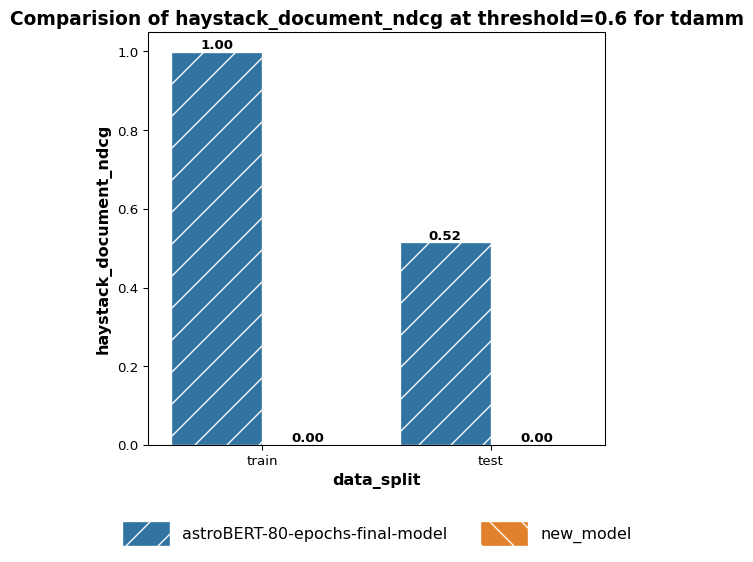 Comparision of haystack_document_ndcg at threshold=0.6 for tdamm
haystack_document_ndcg
1.0
0.8
0.6
0.4
0.2
0.0
1.00
0.00
0.52
0.00
train
test
data_split
astroBERT-80-epochs-final-model
new_model